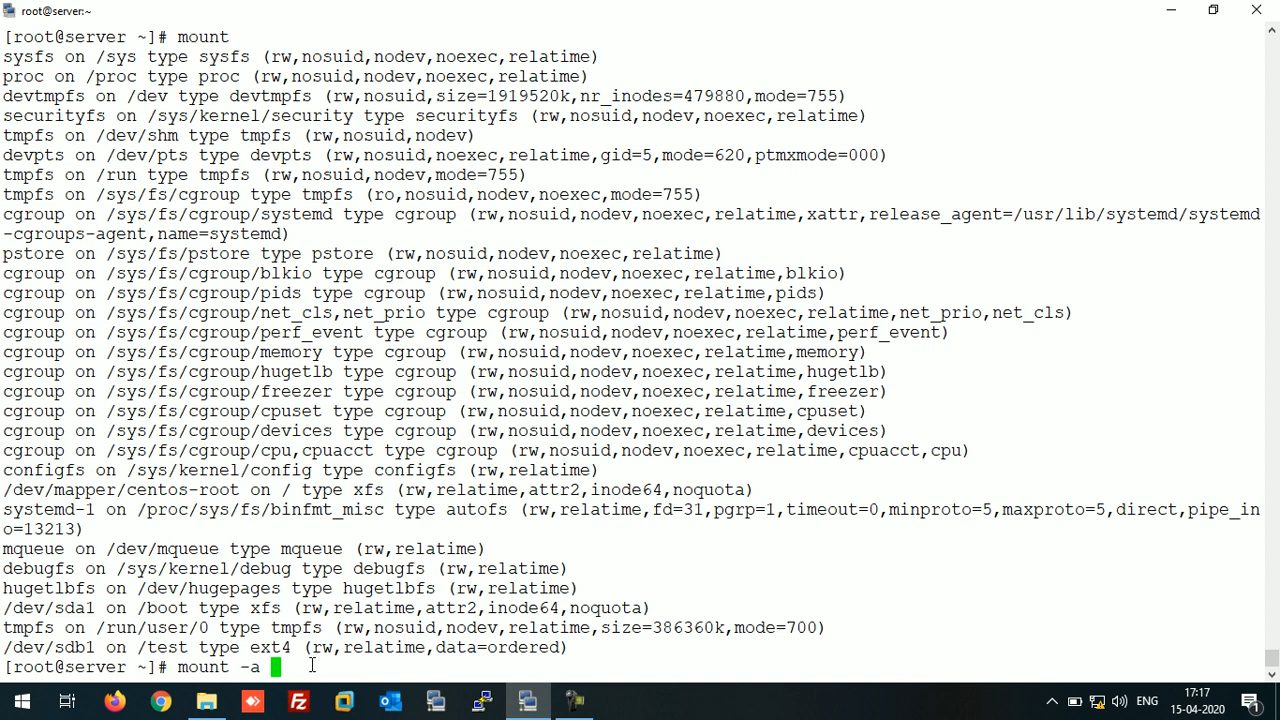 root@server:~
[root@server ~]# mount
sysfs on /sys type sysfs (rw,nosuid,nodev,noexec,relatime)
proc on /proc type proc (rw,nosuid,nodev,noexec,relatime)
devtmpfs on /dev type devtmpfs (rw,nosuid,size=1919520k,nr_inodes=479880,mode=755)
securityfs on /sys/kernel/security type securityfs (rw,nosuid,nodev,noexec,relatime)
tmpfs on /dev/shm type tmpfs (rw,nosuid,nodev)
devpts on /dev/pts type devpts (rw,nosuid,noexec,relatime,gid=5,mode=620,ptmxmode=000)
tmpfs on /run type tmpfs (rw,nosuid,nodev,mode=755)
tmpfs on /sys/fs/cgroup type tmpfs (ro,nosuid,nodev,noexec,mode=755)
cgroup on /sys/fs/cgroup/systemd type cgroup (rw,nosuid,nodev,noexec,relatime,xattr,release_agent=/usr/lib/systemd/systemd
-cgroups-agent,name=systemd)
pstore on /sys/fs/pstore type pstore (rw,nosuid,nodev,noexec,relatime)
cgroup on /sys/fs/cgroup/blkio type cgroup (rw,nosuid,nodev,noexec,relatime,blkio)
cgroup on /sys/fs/cgroup/pids type cgroup (rw,nosuid,nodev,noexec,relatime,pids)
cgroup on /sys/fs/cgroup/net_cls,net_prio type cgroup (rw,nosuid,nodev,noexec,relatime,net_prio,net_cls)
cgroup on /sys/fs/cgroup/perf_event type cgroup (rw,nosuid,nodev,noexec,relatime,perf_event)
cgroup on /sys/fs/cgroup/memory type cgroup (rw,nosuid,nodev,noexec,relatime,memory)
cgroup on /sys/fs/cgroup/hugetlb type cgroup (rw,nosuid,nodev,noexec,relatime,hugetlb)
cgroup on /sys/fs/cgroup/freezer type cgroup (rw,nosuid,nodev,noexec,relatime,freezer)
cgroup on /sys/fs/cgroup/cpuset type cgroup (rw,nosuid,nodev,noexec,relatime,cpuset)
cgroup on /sys/fs/cgroup/devices type cgroup (rw,nosuid,nodev,noexec,relatime,devices)
cgroup on /sys/fs/cgroup/cpu,cpuacct type cgroup (rw,nosuid,nodev,noexec,relatime,cpuacct,cpu)
configfs on /sys/kernel/config type configfs (rw,relatime)
/dev/mapper/centos-root on / type xfs (rw,relatime,attr2,inode64,noquota)
systemd-1 on /proc/sys/fs/binfmt_misc type autofs (rw,relatime,fd=31,pgrp=1,timeout=0,minproto=5,maxproto=5,direct,pipe_in
o=13213)
mqueue on /dev/mqueue type mqueue (rw,relatime)
debugfs on /sys/kernel/debug type debugfs (rw,relatime)
hugetlbfs on /dev/hugepages type hugetlbfs (rw,relatime)
/dev/sda1 on /boot type xfs (rw,relatime,attr2,inode64,noquota)
tmpfs on /run/user/0 type tmpfs (rw,nosuid,nodev,relatime,size=386360k,mode=700)
/dev/sdb1 on /test type ext4 (rw,relatime,data=ordered)
[root@server ~]# mount -a
ENG
17:17
15-04-2020
1